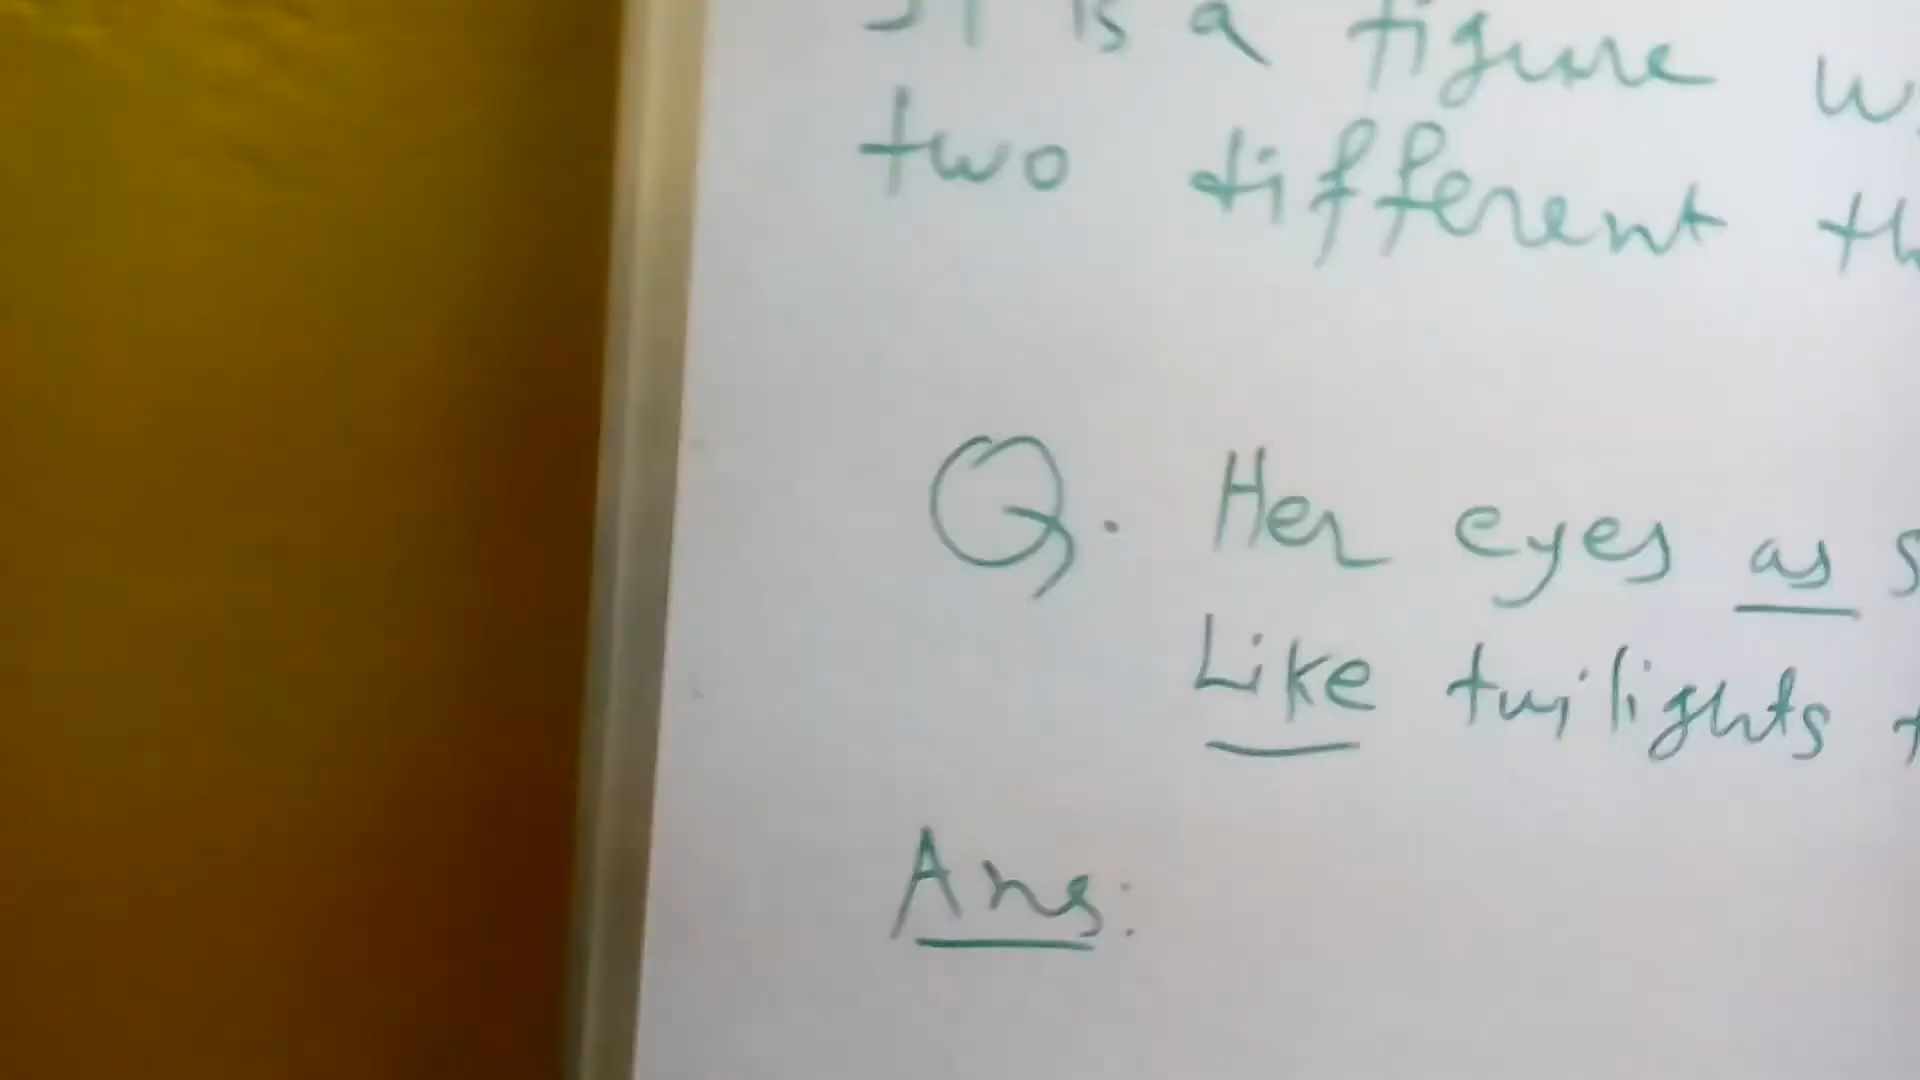 It is a figure
two different
Q. Her eyes as
Like twilights
Ans: